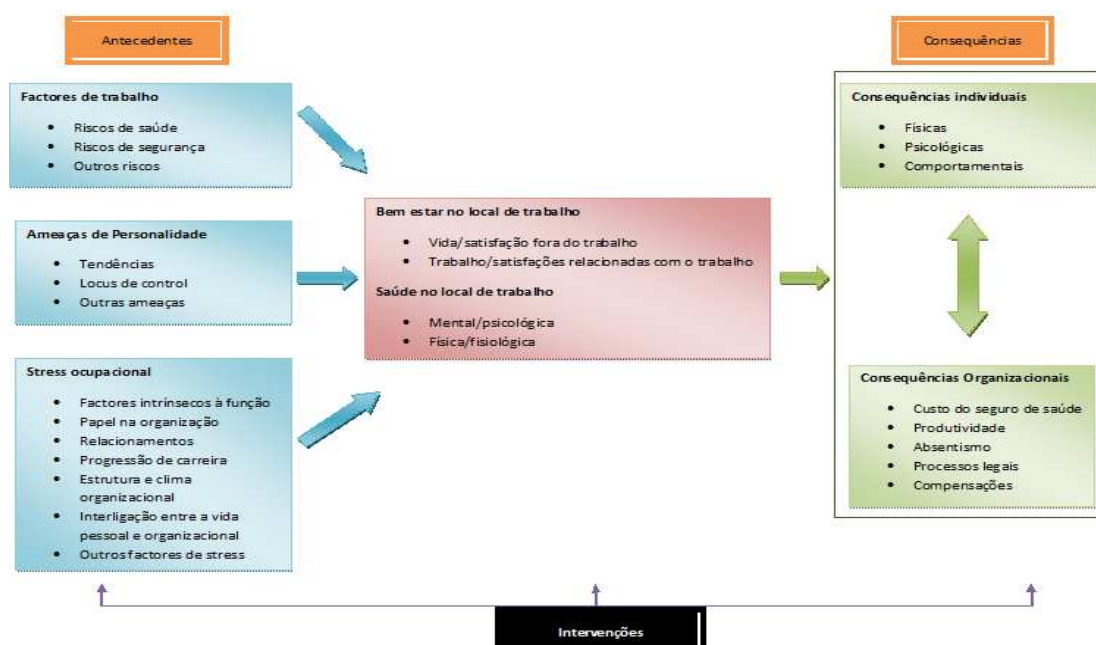 Antecedentes
Consequências
Factores de trabalho
• Riscos de saúde
• Riscos de segurança
• Outros riscos
Ameaças de Personalidade
• Tendências
• Locus de control
• Outras ameaças
Stress ocupacional
• Factores intrínsecos à função
• Papel na organização
• Relacionamentos
• Progressão de carreira
• Estrutura e clima
organizacional
• Interligação entre a vida
pessoal e organizacional
• Outros factores de stress
Bem estar no local de trabalho
• Vida/satisfação fora do trabalho
• Trabalho/satisfações relacionadas com o trabalho
Saúde no local de trabalho
• Mental/psicológica
• Física/fisiológica
Consequências individuais
• Físicas
• Psicológicas
• Comportamentais
Consequências Organizacionais
• Custo do seguro de saúde
• Produtividade
• Absentismo
• Processos legais
• Compensações
Intervenções